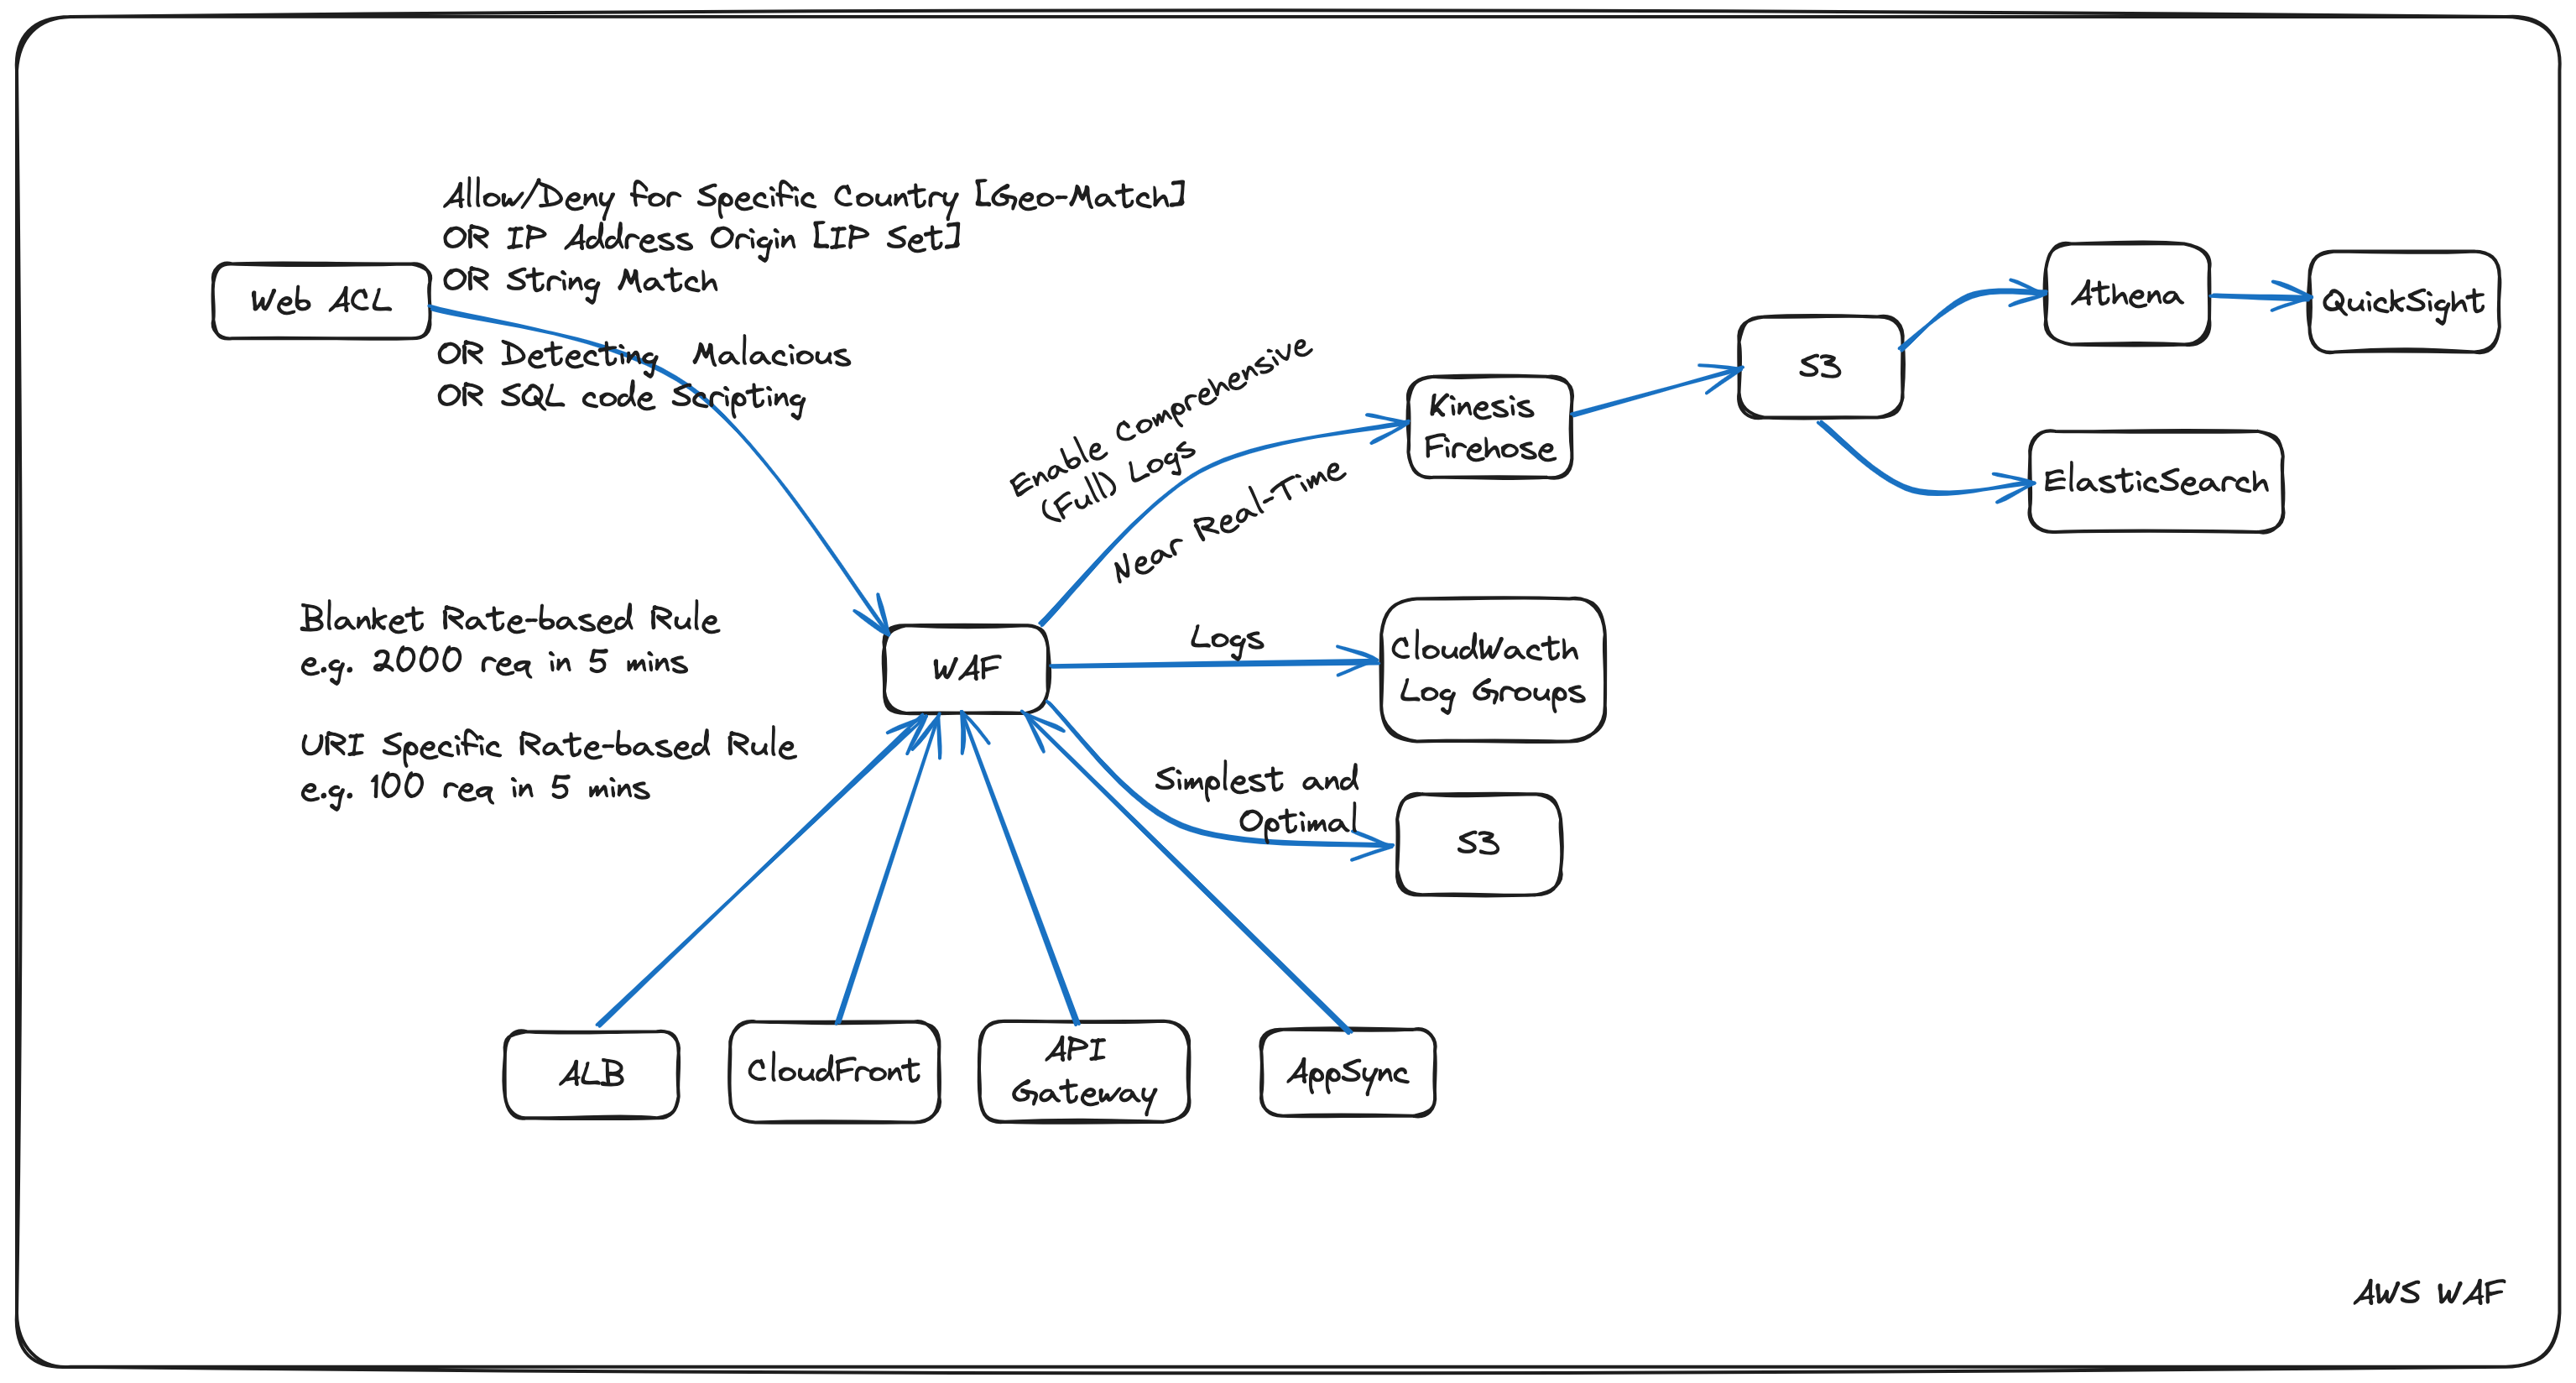 Allow/Deny for Specific Country [Geo-Match]
OR IP Address Origin [IP Set]
OR String Match
Web ACL
OR Detecting  Malacious
OR SQL code Scripting
Enable Comprehensive
(Full) Logs
Near Real-Time
Kinesis
Firehose
S3
Athena
QuickSight
ElasticSearch
Blanket Rate-based Rule
e.g. 2000 req in 5 mins
URI Specific Rate-based Rule
e.g. 100 req in 5 mins
WAF
Logs
CloudWacth
Log Groups
Simplest and
Optimal
S3
ALB
CloudFront
API
Gateway
AppSync
AWS WAF